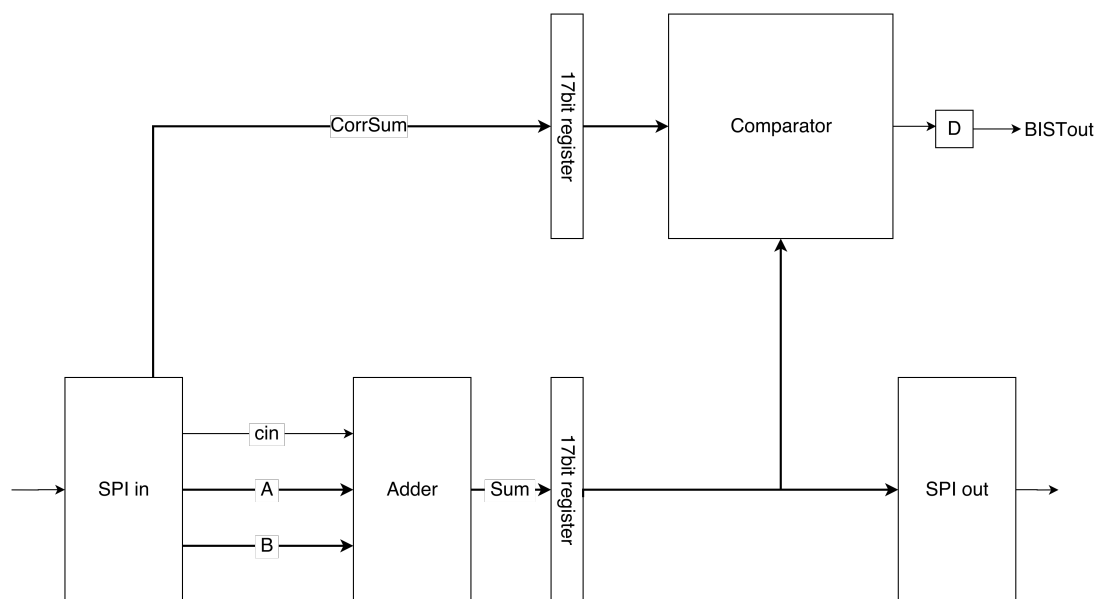 17bit register
CorrSum
Comparator
D
BISTout
cin
SPI in
A
Adder
Sum
17bit register
SPI out
B